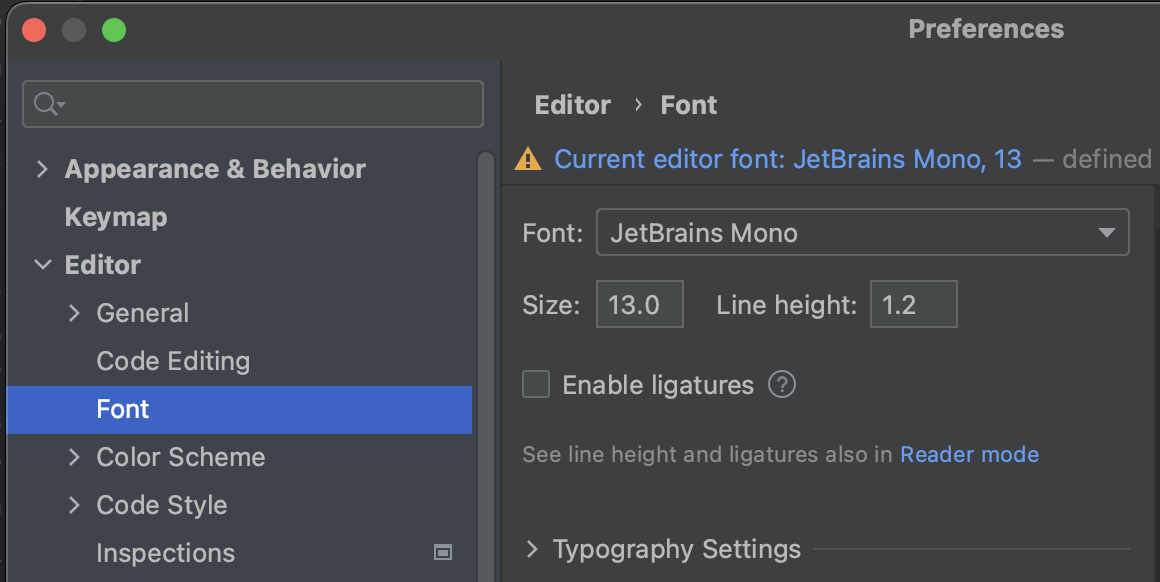 Preferences
Appearance & Behavior
Keymap
Editor
General
Code Editing
Font
Color Scheme
Code Style
Inspections
Editor › Font
Current editor font: JetBrains Mono, 13 — defined
Font: JetBrains Mono
Size: 13.0 Line height: 1.2
Enable ligatures ?
See line height and ligatures also in Reader mode
Typography Settings